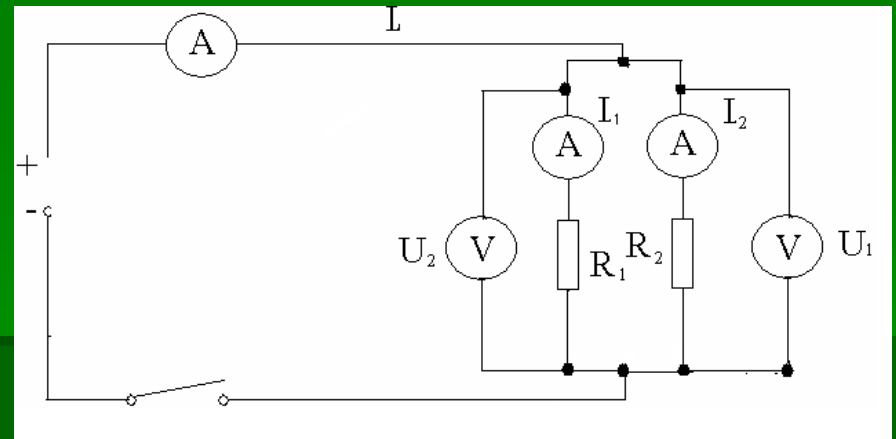 I
A
I₁
I₂
A
A
+
-
U₂
V
R₁
R₂
V
U₁